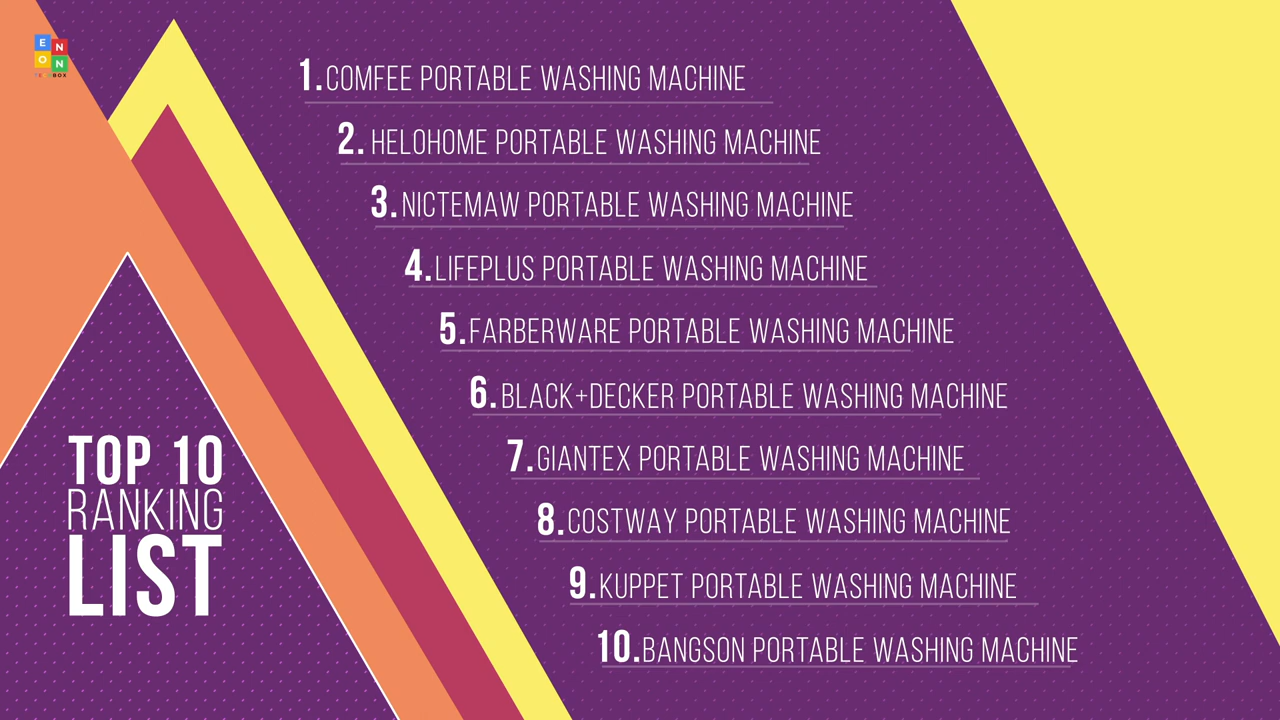 E N
O N
TECHBOX
1. COMFEE PORTABLE WASHING MACHINE
2. HELOHOME PORTABLE WASHING MACHINE
3. NICTEMAW PORTABLE WASHING MACHINE
4. LIFEPLUS PORTABLE WASHING MACHINE
5. FARBERWARE PORTABLE WASHING MACHINE
6. BLACK+DECKER PORTABLE WASHING MACHINE
7. GIANTEX PORTABLE WASHING MACHINE
8. COSTWAY PORTABLE WASHING MACHINE
9. KUPPET PORTABLE WASHING MACHINE
10. BANGSON PORTABLE WASHING MACHINE
TOP 10
RANKING
LIST